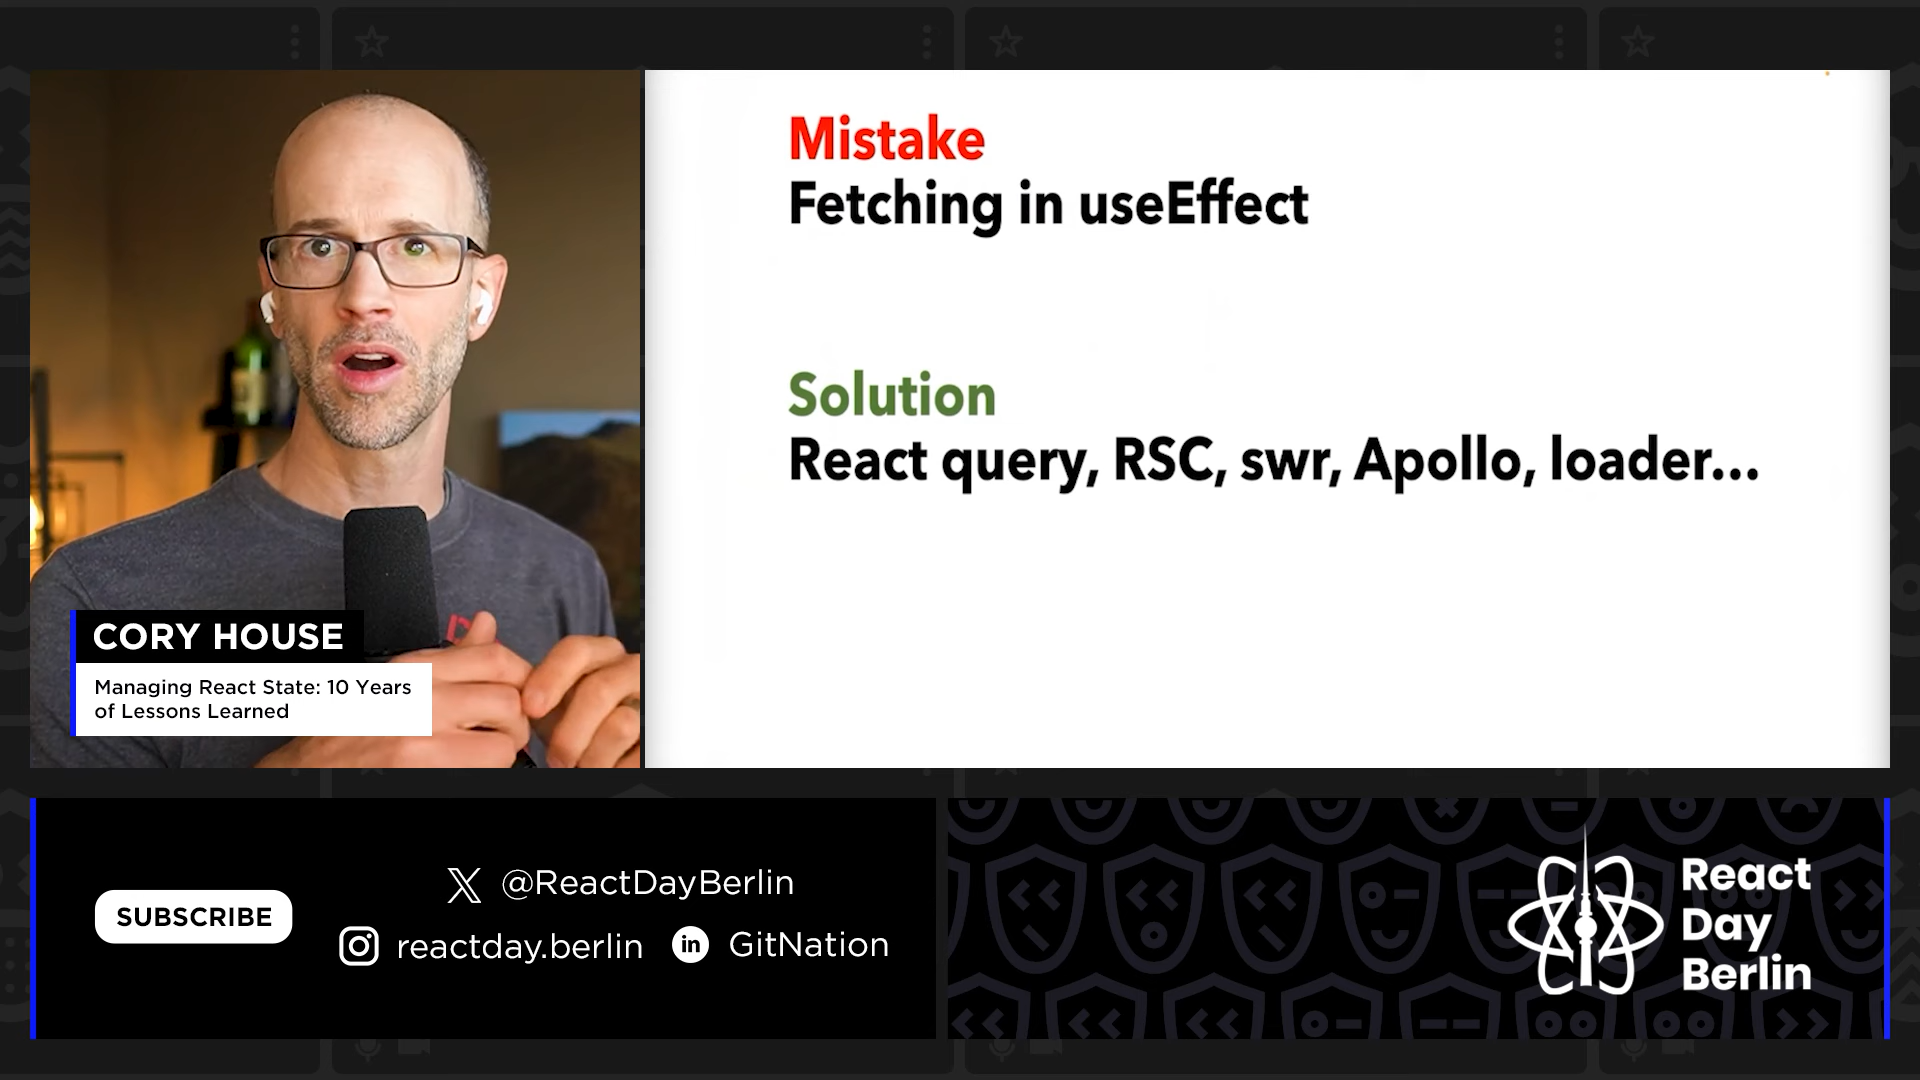 Mistake
Fetching in useEffect
Solution
React query, RSC, swr, Apollo, loader...
CORY HOUSE
Managing React State: 10 Years
of Lessons Learned
SUBSCRIBE
@ReactDayBerlin
reactday.berlin
in GitNation
React
Day
Berlin